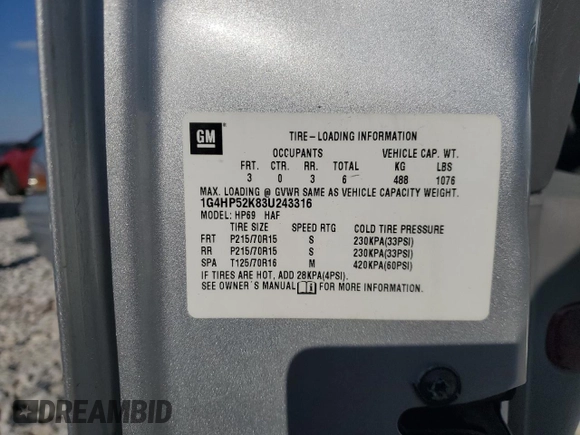 GM
TIRE-LOADING INFORMATION
OCCUPANTS VEHICLE CAP. WT.
FRT. CTR. RR. TOTAL KG LBS
3 0 3 6 488 1076
MAX. LOADING @ GVWR SAME AS VEHICLE CAPACITY WEIGHT.
1G4HP52K83U243316
MODEL: HP69 HAF
TIRE SIZE SPEED RTG COLD TIRE PRESSURE
FRT P215/70R15 S 230KPA(33PSI)
RR P215/70R15 S 230KPA(33PSI)
SPA T125/70R16 M 420KPA(60PSI)
IF TIRES ARE HOT, ADD 28KPA(4PSI).
SEE OWNER'S MANUAL FOR MORE INFORMATION.
DREAMBID